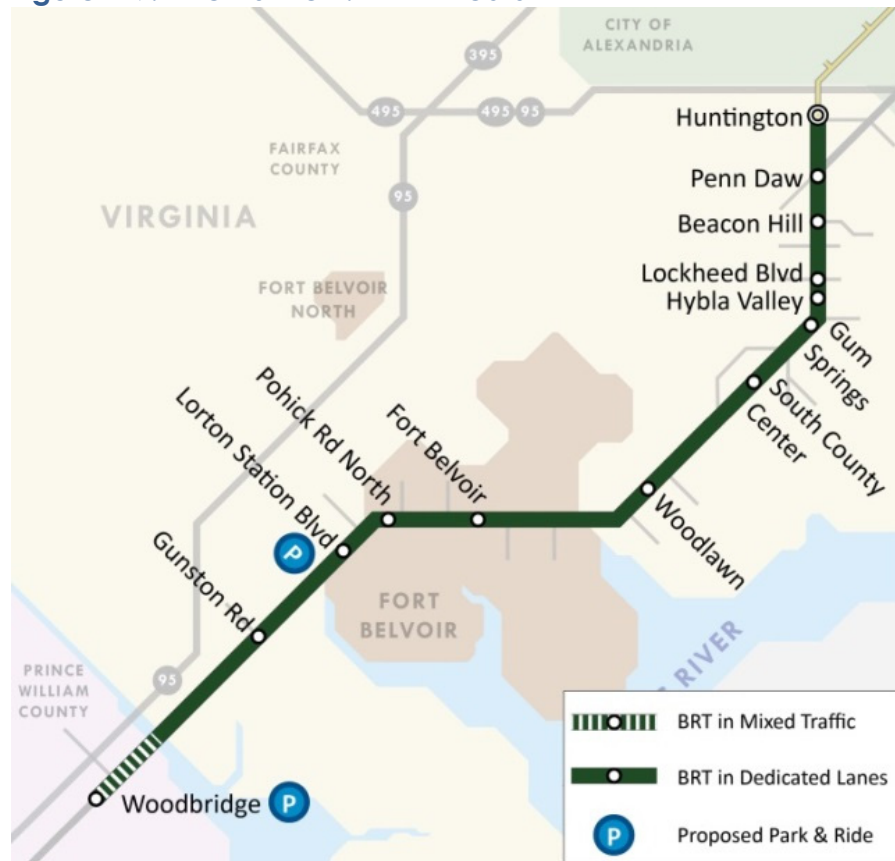 CITY OF
ALEXANDRIA
395
495
495
95
Huntington
FAIRFAX
COUNTY
Penn Daw
95
VIRGINIA
Beacon Hill
Lockheed Blvd
FORT BELVOIR
NORTH
Hybla Valley
Gum
Springs
South County
Center
Pohick Rd North
Fort Belvoir
Lorton Station Blvd
Woodlawn
Gunston Rd
P
FORT
BELVOIR
RIVER
PRINCE
WILLIAM
COUNTY
95
Woodbridge P
BRT in Mixed Traffic
BRT in Dedicated Lanes
P Proposed Park & Ride